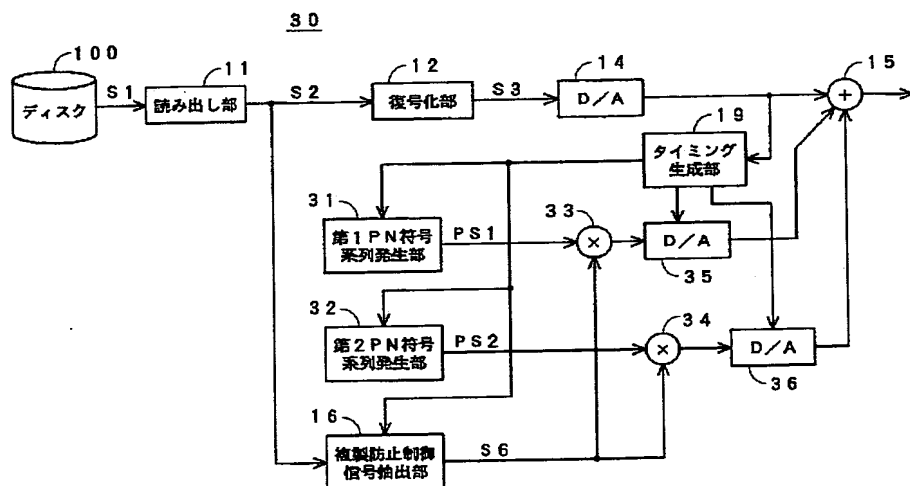 30
100
11
12
14
15
ディスク
S1
読み出し部
S2
復号化部
S3
D/A
+
19
タイミング
生成部
31
第1PN符号
系列発生部
PS1
33
×
D/A
35
32
第2PN符号
系列発生部
PS2
34
×
D/A
36
16
複製防止制御
信号抽出部
S6